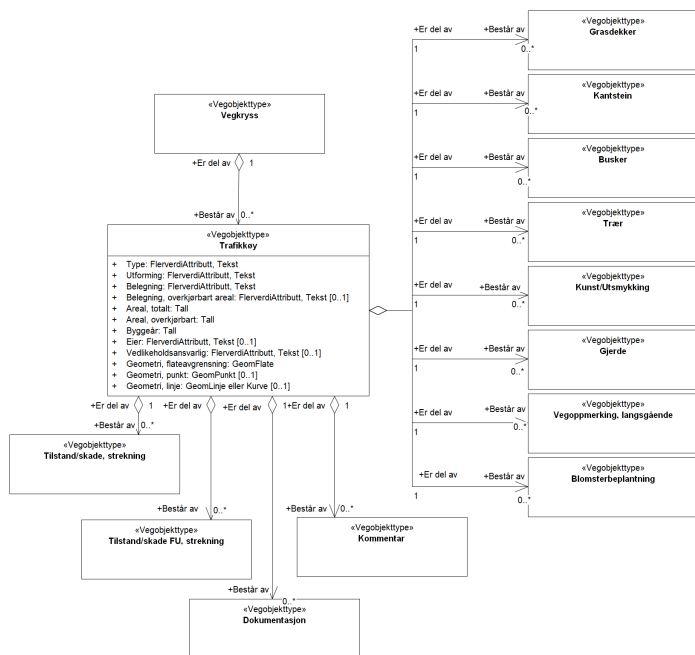 «Vegobjekttype»
Vegkryss
+Er del av 1
+Består av 0..*
«Vegobjekttype»
Trafikkøy
+ Type: FlerverdiAttributt, Tekst
+ Utforming: FlerverdiAttributt, Tekst
+ Belegning: FlerverdiAttributt, Tekst
+ Belegning, overkjørbart areal: FlerverdiAttributt, Tekst [0..1]
+ Areal, totalt: Tall
+ Areal, overkjørbart: Tall
+ Byggeår: Tall
+ Eier: FlerverdiAttributt, Tekst [0..1]
+ Vedlikeholdsansvarlig: FlerverdiAttributt, Tekst [0..1]
+ Geometri, flateavgrensning: GeomFlate
+ Geometri, punkt: GeomPunkt [0..1]
+ Geometri, linje: GeomLinje eller Kurve [0..1]
+Er del av 1 +Er del av 1 +Er del av 1 +Er del av 1
+Består av 0..*
«Vegobjekttype»
Tilstand/skade, strekning
+Består av 0..*
«Vegobjekttype»
Tilstand/skade FU, strekning
+Består av 0..*
«Vegobjekttype»
Kommentar
+Består av
0..*
«Vegobjekttype»
Dokumentasjon
+Er del av +Består av
1 0..*
«Vegobjekttype»
Grasdekker
+Er del av +Består av
1 0..*
«Vegobjekttype»
Kantstein
+Er del av +Består av
1 0..*
«Vegobjekttype»
Busker
+Er del av +Består av
1 0..*
«Vegobjekttype»
Trær
+Er del av +Består av
1 0..*
«Vegobjekttype»
Kunst/Utsmykking
+Er del av +Består av
1 0..*
«Vegobjekttype»
Gjerde
+Er del av +Består av
1 0..*
«Vegobjekttype»
Vegoppmerking, langsgående
+Er del av +Består av
1 0..*
«Vegobjekttype»
Blomsterbeplantning